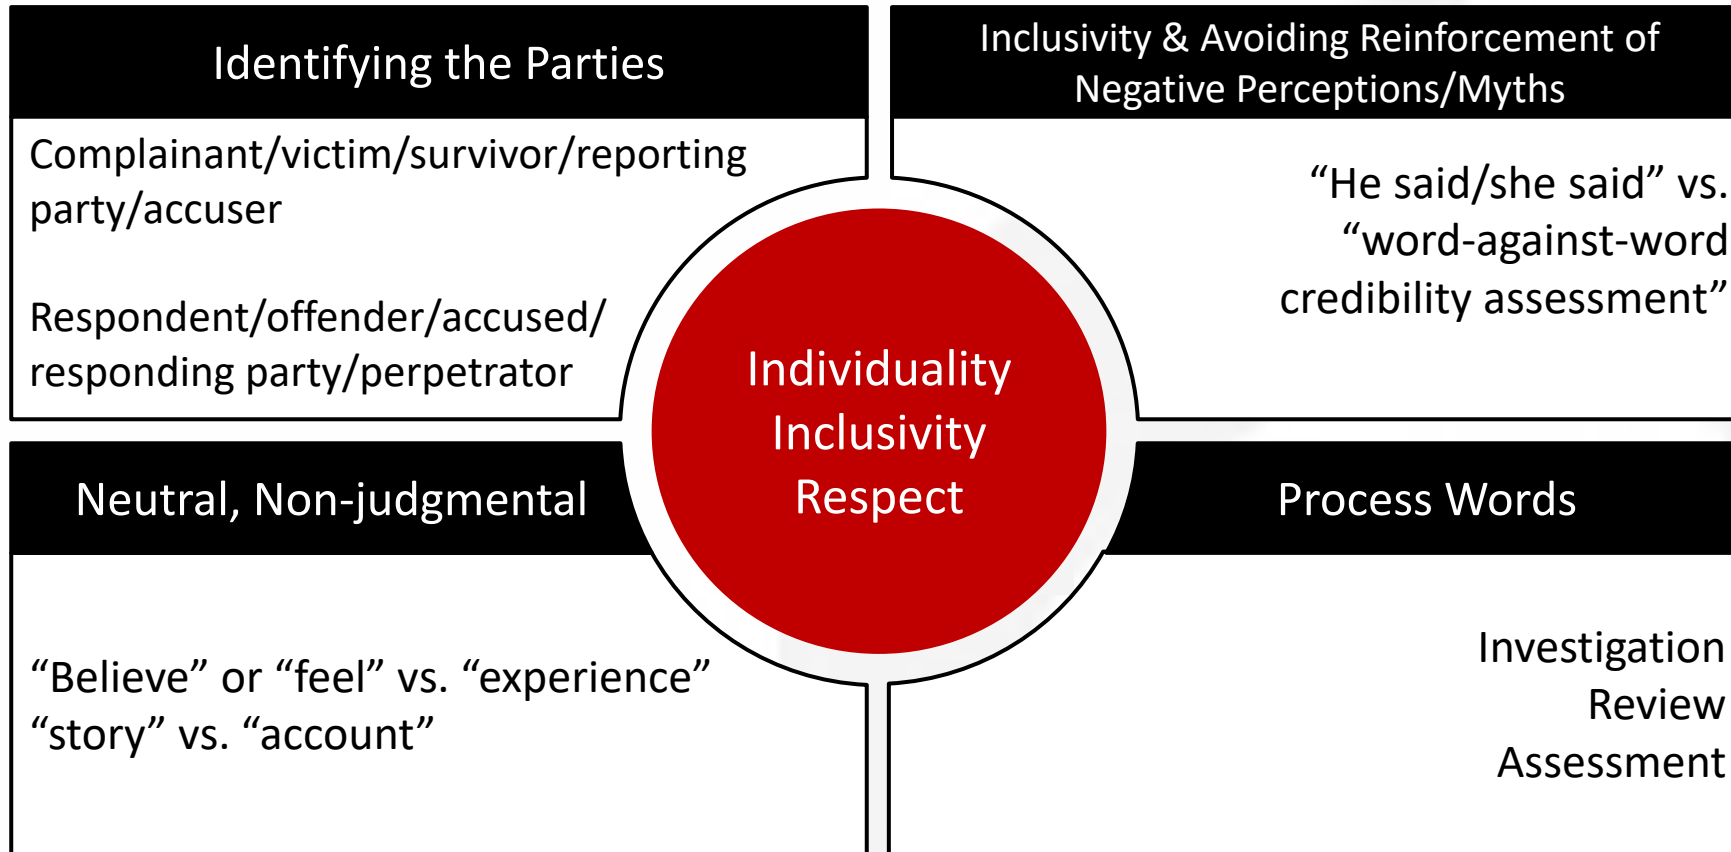 Identifying the Parties
Complainant/victim/survivor/reporting
party/accuser
Respondent/offender/accused/
responding party/perpetrator
Inclusivity & Avoiding Reinforcement of
Negative Perceptions/Myths
“He said/she said” vs.
“word-against-word
credibility assessment”
Individuality
Inclusivity
Respect
Neutral, Non-judgmental
“Believe” or “feel” vs. “experience”
“story” vs. “account”
Process Words
Investigation
Review
Assessment